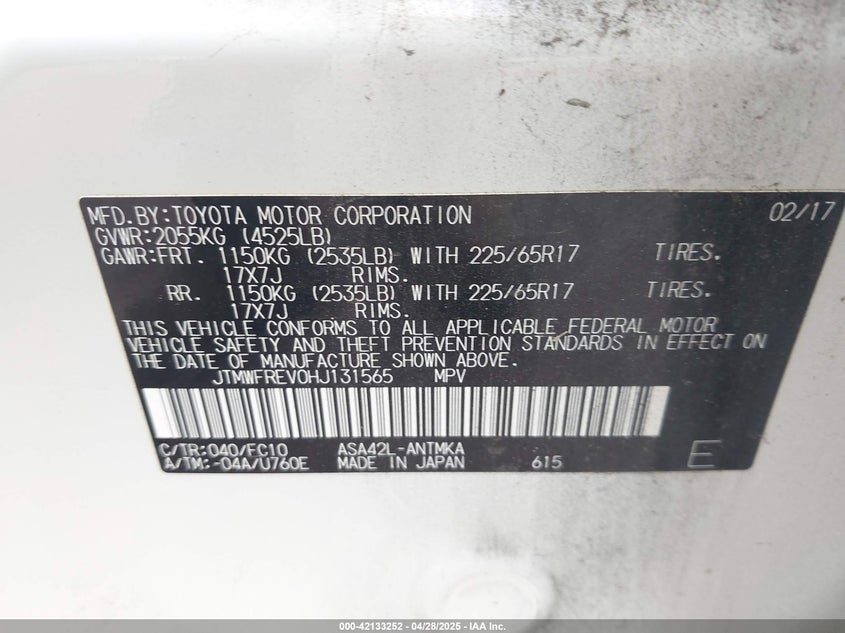 MFD.BY:TOYOTA MOTOR CORPORATION 02/17
GVWR:2055KG (4525LB)
GAWR:FRT. 1150KG (2535LB) WITH 225/65R17 TIRES.
17X7J RIMS.
RR. 1150KG (2535LB) WITH 225/65R17 TIRES.
17X7J RIMS.
THIS VEHICLE CONFORMS TO ALL APPLICABLE FEDERAL MOTOR
VEHICLE SAFETY AND THEFT PREVENTION STANDARDS IN EFFECT ON
THE DATE OF MANUFACTURE SHOWN ABOVE.
JTMWFREV0HJ131565 MPV
C/TR:040/FC10 ASA42L-ANTMKA
A/TM:-04A/U760E MADE IN JAPAN 615 E
000-42133252 - 04/28/2025 - IAA Inc.